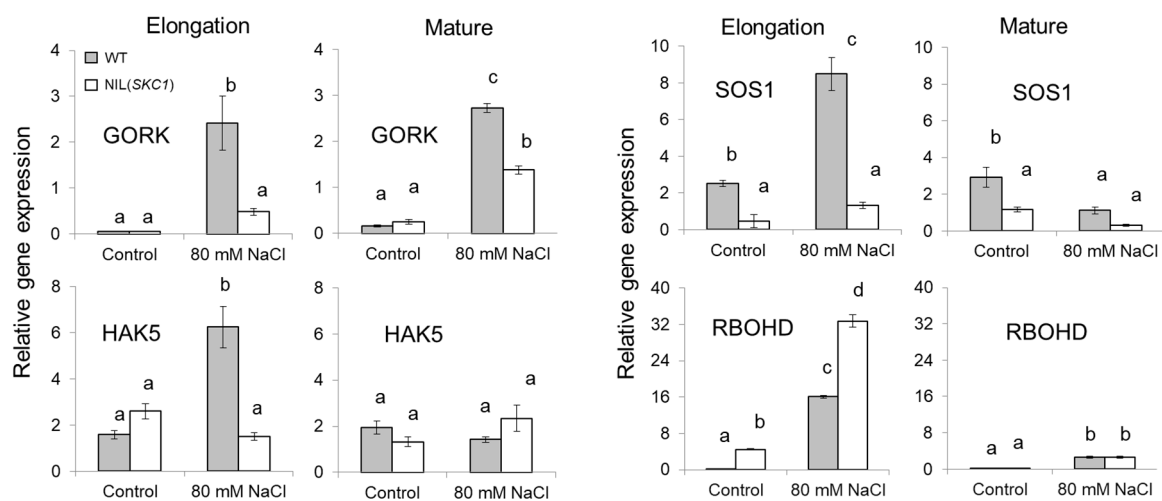 Elongation
Mature
Relative gene expression
4
3
2
1
0
WT
NIL(SKC1)
GORK
a a
b
a
Control
80 mM NaCl
4
3
2
1
0
GORK
a a
c
b
Control
80 mM NaCl
8
6
4
2
0
HAK5
a
a
b
a
Control
80 mM NaCl
8
6
4
2
0
HAK5
a
a
a
a
Control
80 mM NaCl
Elongation
Mature
Relative gene expression
10
8
6
4
2
0
SOS1
b
a
c
a
Control
80 mM NaCl
10
8
6
4
2
0
SOS1
b
a
a
a
Control
80 mM NaCl
40
32
24
16
8
0
RBOHD
a
b
c
d
Control
80 mM NaCl
40
32
24
16
8
0
RBOHD
a a
b b
Control
80 mM NaCl